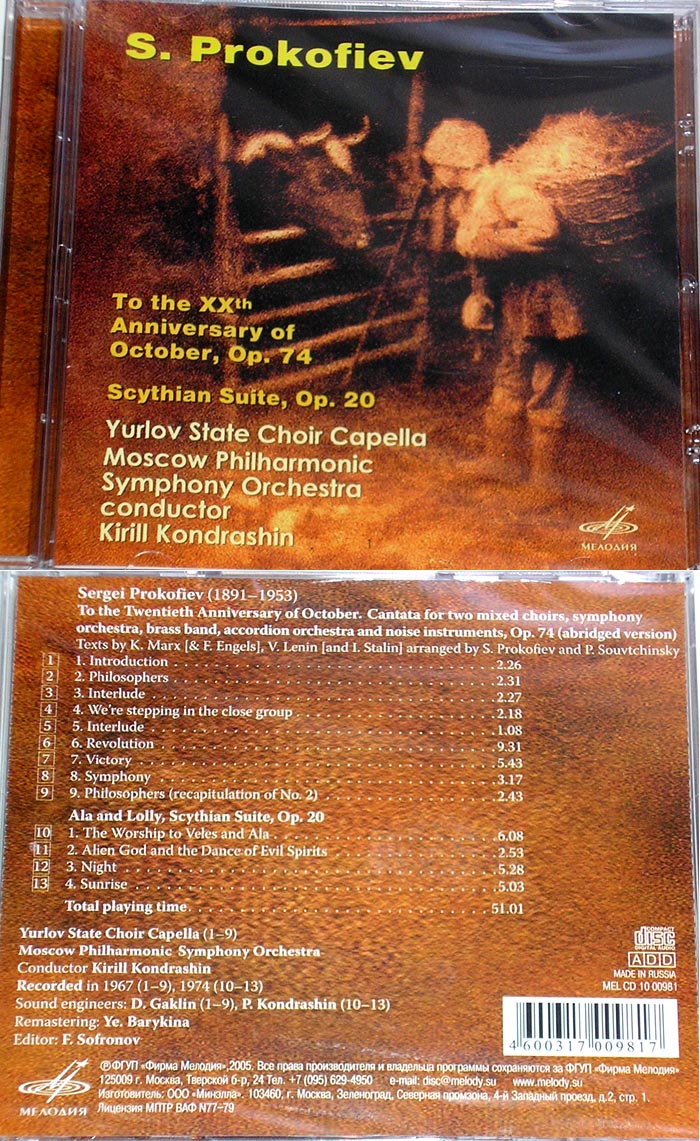 S. Prokofiev
To the XXth
Anniversary of
October, Op. 74
Scythian Suite, Op. 20
Yurlov State Choir Capella
Moscow Philharmonic
Symphony Orchestra
conductor
Kirill Kondrashin
МЕЛОДИЯ
Sergei Prokofiev (1891–1953)
To the Twentieth Anniversary of October. Cantata for two mixed choirs, symphony
orchestra, brass band, accordion orchestra and noise instruments, Op. 74 (abridged version)
Texts by K. Marx [& F. Engels], V. Lenin [and I. Stalin] arranged by S. Prokofiev and P. Souvtchinsky
1 1. Introduction 2.26
2 2. Philosophers 2.31
3 3. Interlude 2.27
4 4. We're stepping in the close group 2.18
5 5. Interlude 1.08
6 6. Revolution 9.31
7 7. Victory 5.43
8 8. Symphony 3.17
9 9. Philosophers (recapitulation of No. 2) 2.43
Ala and Lolly, Scythian Suite, Op. 20
10 1. The Worship to Veles and Ala 6.08
11 2. Alien God and the Dance of Evil Spirits 2.53
12 3. Night 5.28
13 4. Sunrise 5.03
Total playing time 51.01
Yurlov State Choir Capella (1–9)
Moscow Philharmonic Symphony Orchestra
Conductor Kirill Kondrashin
Recorded in 1967 (1–9), 1974 (10–13)
Sound engineers: D. Gaklin (1–9), P. Kondrashin (10–13)
Remastering: Ye. Barykina
Editor: F. Sofronov
COMPACT
disc
DIGITAL AUDIO
ADD
MADE IN RUSSIA
MEL CD 10 00981
4 600317 009817
МЕЛОДИЯ
℗ФГУП «Фирма Мелодия»,2005. Все права производителя и владельца программы сохраняются за ФГУП «Фирма Мелодия»
125009 г. Москва, Тверской б-р, 24 Тел. +7 (095) 629-4950 e-mail: disc@melody.su www.melody.su
Изготовитель: ООО «Минэлла». 103460, г. Москва, Зеленоград, Северная промзона, 4-й Западный проезд, д.2, стр. 1.
Лицензия МПТР ВАФ N77–79